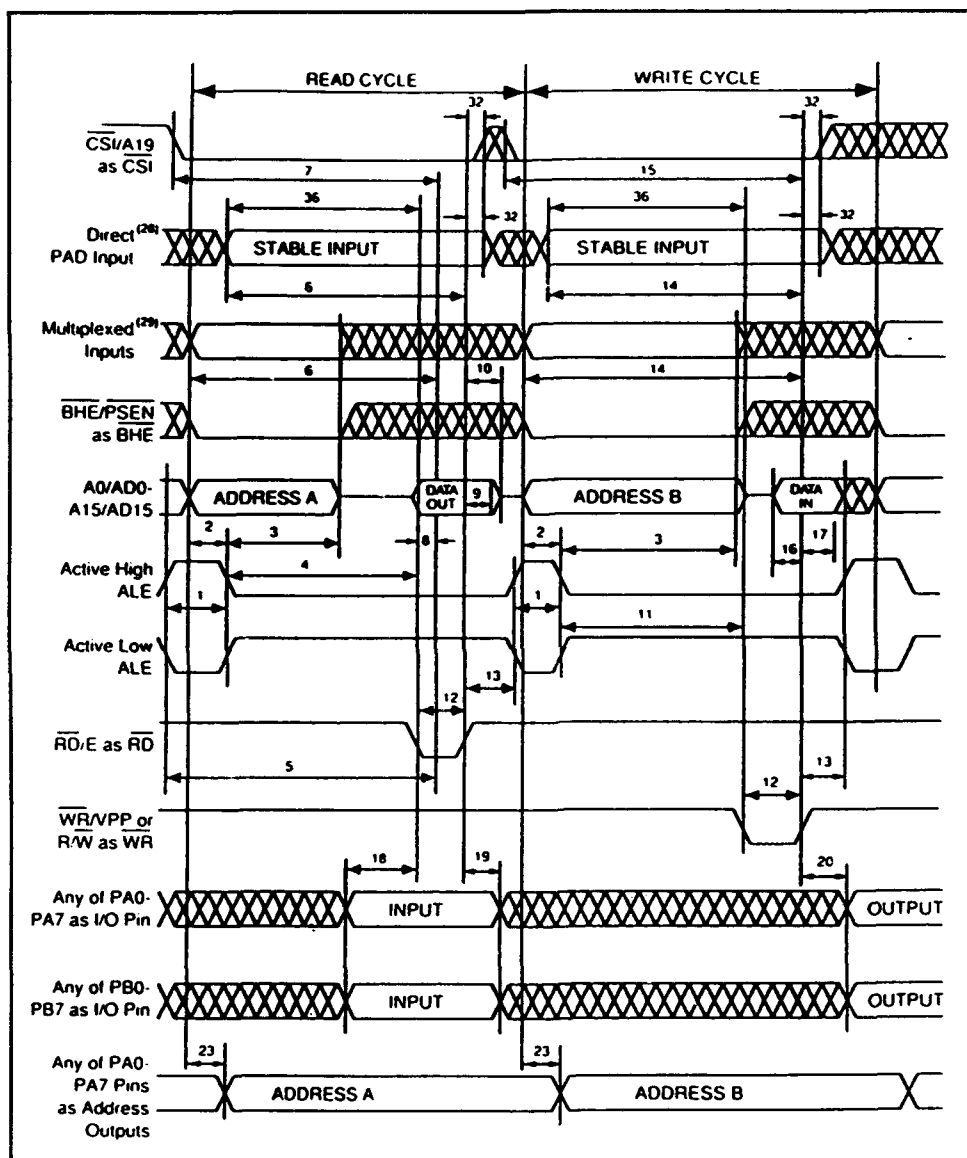 READ CYCLE
WRITE CYCLE
32
32
CSI/A19
as CSI
7
15
36
36
32
32
Direct (28)
PAD Input
STABLE INPUT
STABLE INPUT
6
14
Multiplexed (29)
Inputs
6
10
14
BHE/PSEN
as BHE
A0/AD0-
A15/AD15
ADDRESS A
DATA
OUT
9
ADDRESS B
DATA
IN
2
3
8
2
3
16
17
Active High
ALE
4
1
1
11
Active Low
ALE
13
12
RD/E as RD
5
13
12
WR/VPP or
R/W as WR
18
19
20
Any of PA0-
PA7 as I/O Pin
INPUT
OUTPUT
Any of PB0-
PB7 as I/O Pin
INPUT
OUTPUT
23
23
Any of PA0-
PA7 Pins
as Address
Outputs
ADDRESS A
ADDRESS B